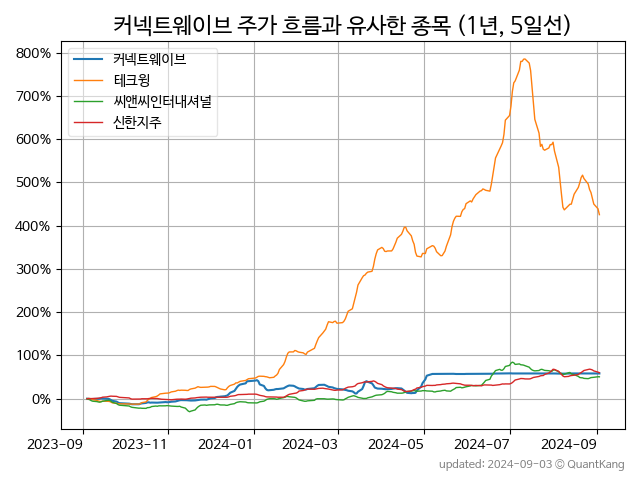 커넥트웨이브 주가 흐름과 유사한 종목 (1년, 5일선)
커넥트웨이브
테크윙
씨앤씨인터내셔널
신한지주
800%
700%
600%
500%
400%
300%
200%
100%
0%
2023-09 2023-11 2024-01 2024-03 2024-05 2024-07 2024-09
updated: 2024-09-03 © QuantKang